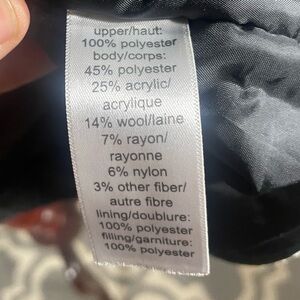 upper/haut:
100% polyester
body/corps:
45% polyester
25% acrylic/
acrylique
14% wool/laine
7% rayon/
rayonne
6% nylon
3% other fiber/
autre fibre
lining/doublure:
100% polyester
filling/garniture:
100% polyester